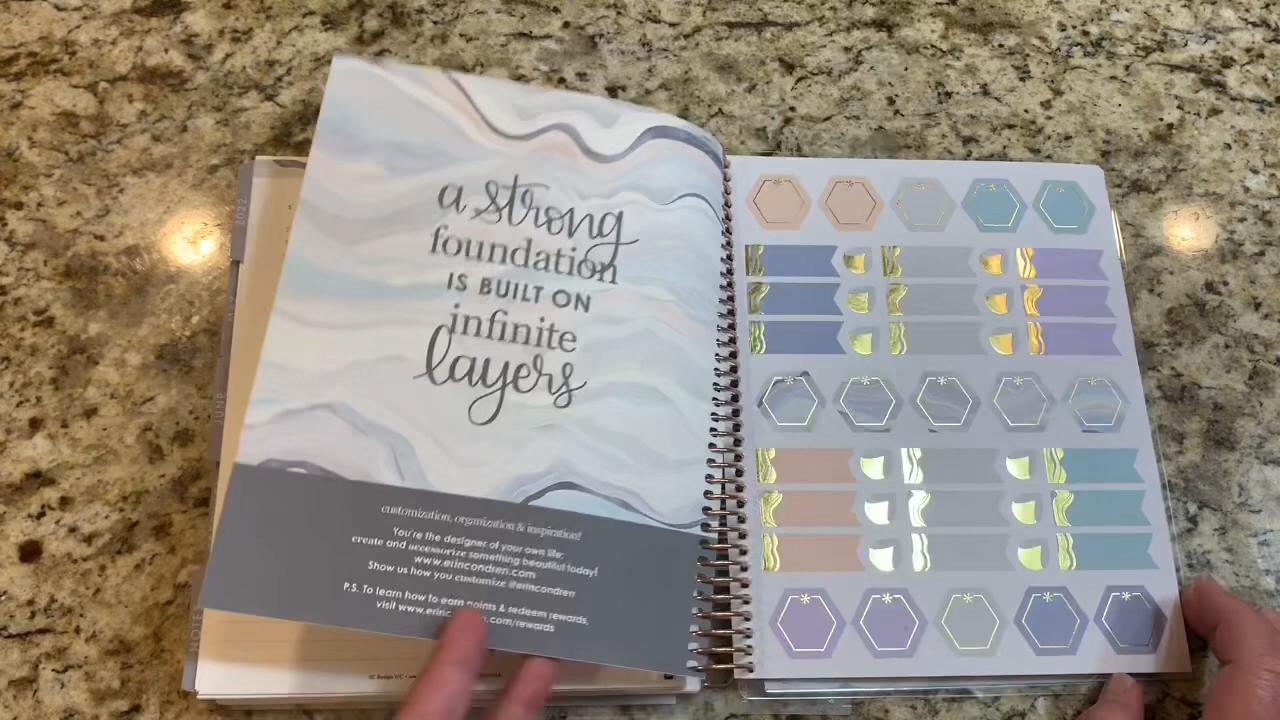 a strong
foundation
IS BUILT ON
infinite
layers
customization, organization & inspiration!
You're the designer of your own life;
create and accessorize something beautiful today!
www.erincondren.com
Show us how you customize @erincondren
P.S. To learn how to earn points & redeem rewards,
visit
2022
JUNE
NOTE